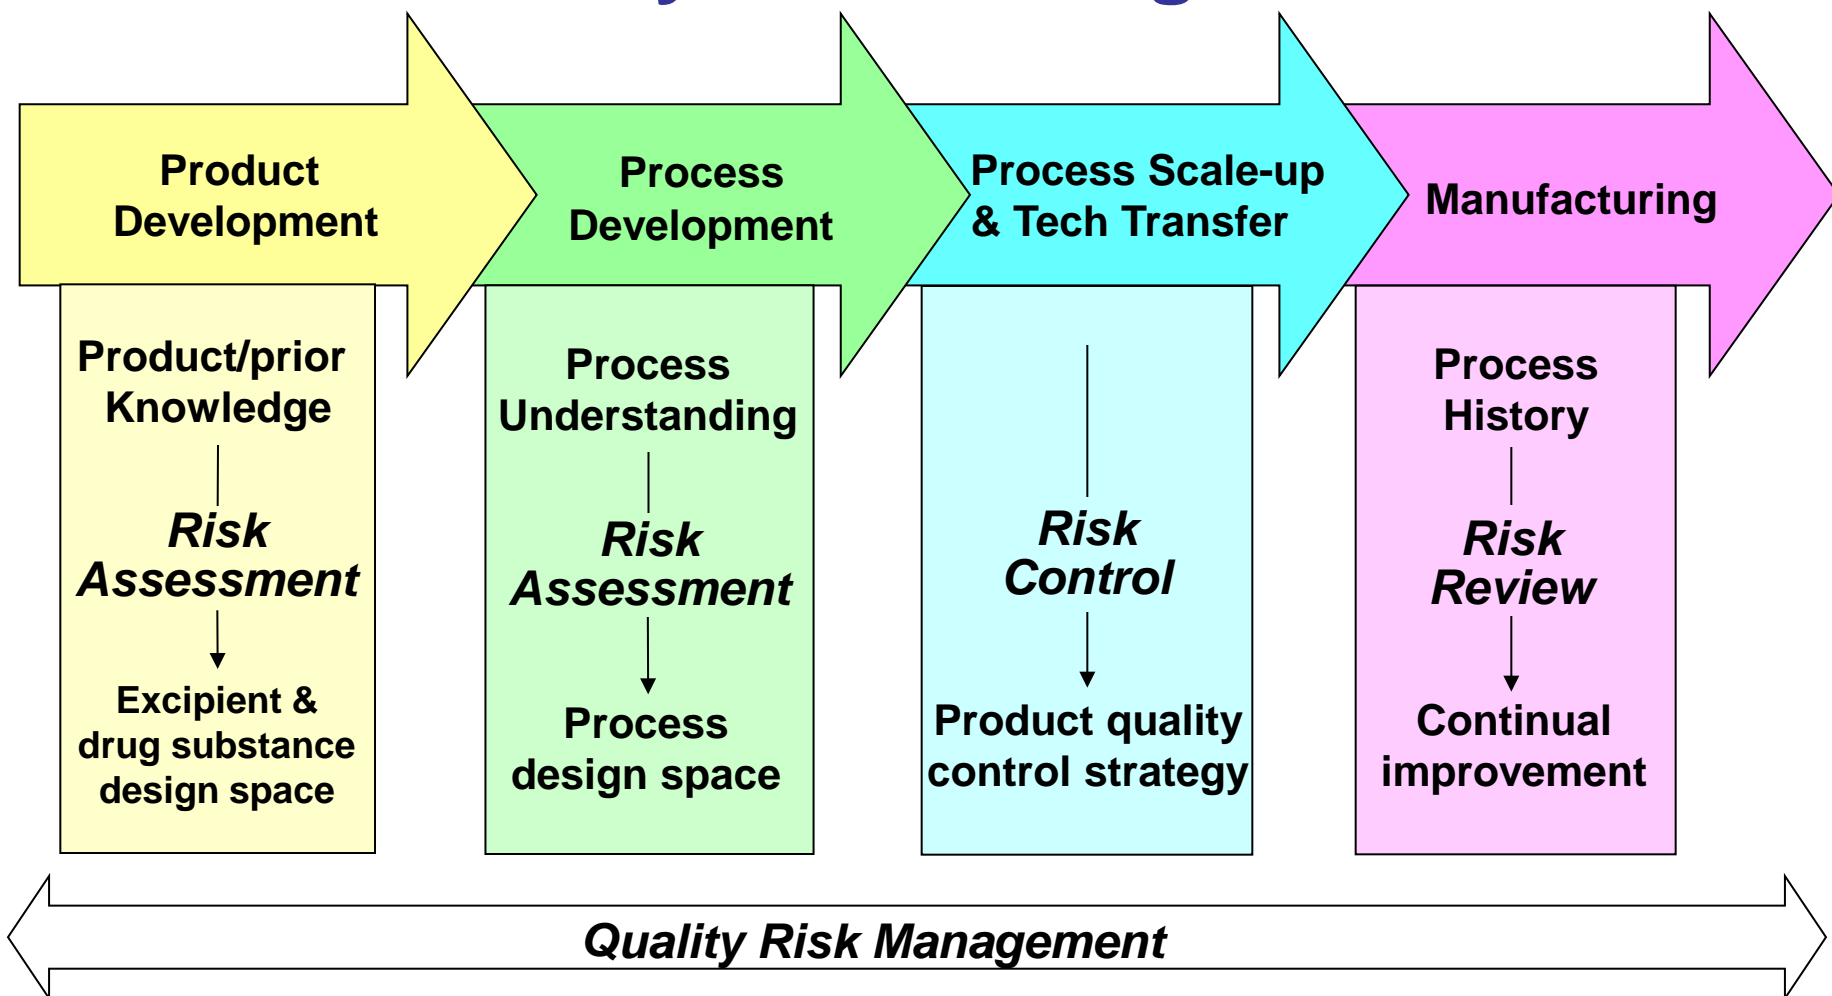 Product
Development
Process
Development
Process Scale-up
& Tech Transfer
Manufacturing
Product/prior
Knowledge
Risk
Assessment
Excipient &
drug substance
design space
Process
Understanding
Risk
Assessment
Process
design space
Risk
Control
Product quality
control strategy
Process
History
Risk
Review
Continual
improvement
Quality Risk Management